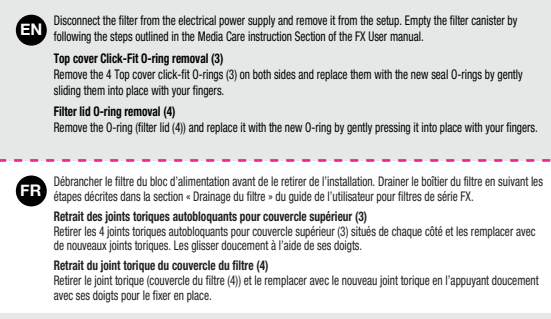 EN
Disconnect the filter from the electrical power supply and remove it from the setup. Empty the filter canister by
following the steps outlined in the Media Care instruction Section of the FX User manual.
Top cover Click-Fit O-ring removal (3)
Remove the 4 Top cover click-fit O-rings (3) on both sides and replace them with the new seal O-rings by gently
sliding them into place with your fingers.
Filter lid O-ring removal (4)
Remove the O-ring (filter lid (4)) and replace it with the new O-ring by gently pressing it into place with your fingers.
FR
Débrancher le filtre du bloc d'alimentation avant de le retirer de l'installation. Drainer le boîtier du filtre en suivant les
étapes décrites dans la section « Drainage du filtre » du guide de l'utilisateur pour filtres de série FX.
Retrait des joints toriques autobloquants pour couvercle supérieur (3)
Retirer les 4 joints toriques autobloquants pour couvercle supérieur (3) situés de chaque côté et les remplacer avec
de nouveaux joints toriques. Les glisser doucement à l'aide de ses doigts.
Retrait du joint torique du couvercle du filtre (4)
Retirer le joint torique (couvercle du filtre (4)) et le remplacer avec le nouveau joint torique en l'appuyant doucement
avec ses doigts pour le fixer en place.